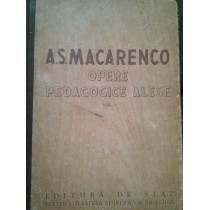 A.S. MACARENCO
OPERE
PEDAGOGICE ALESE
EDITURA DE STAT